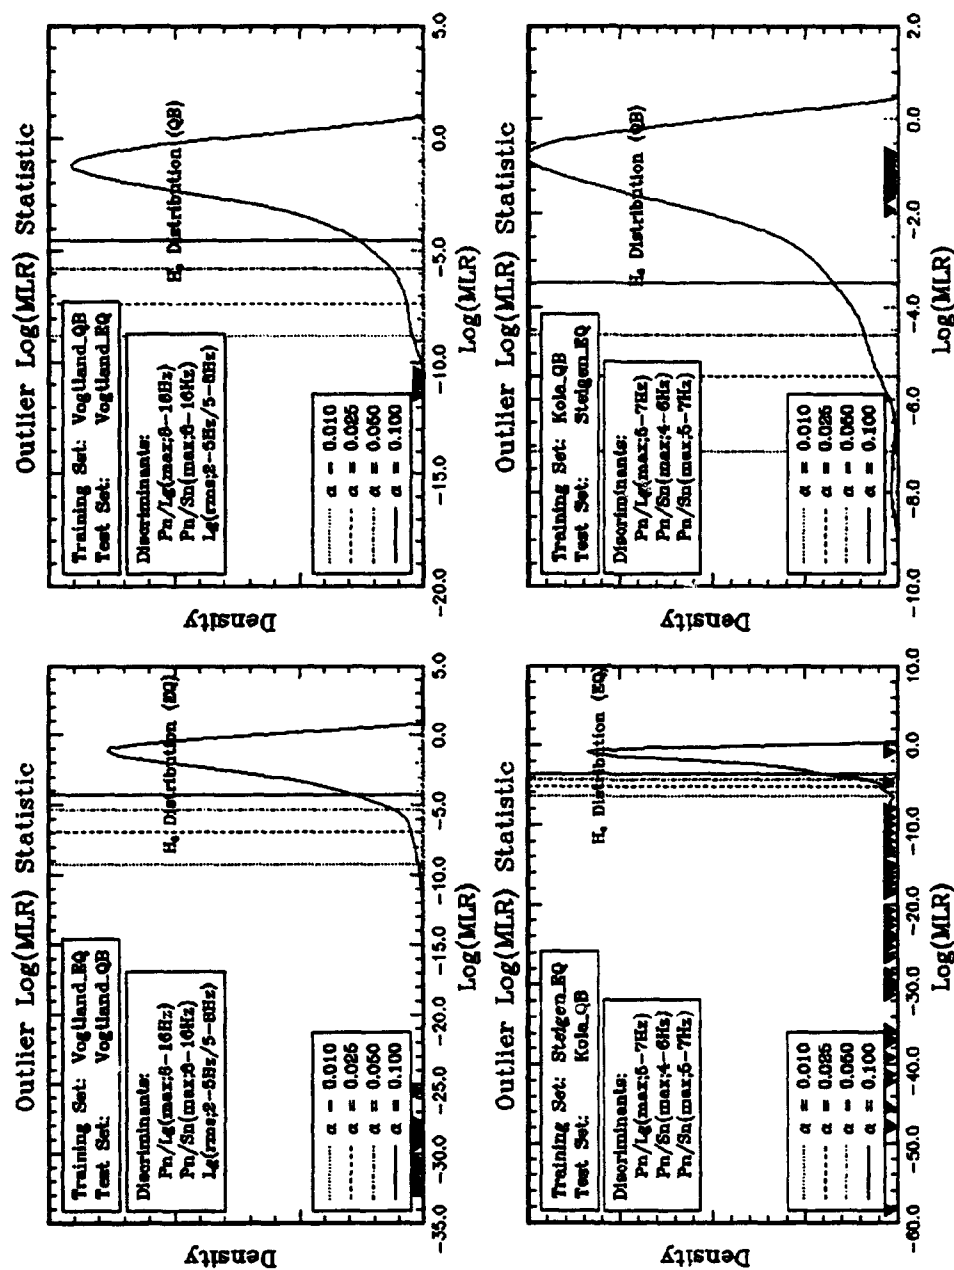 Outlier Log(MLR) Statistic
Training Set: Vogtland_EQ
Test Set: Vogtland_QB
Discriminants:
Pn/Lg(max;8-16Hz)
Pn/Sn(max;8-16Hz)
Lg(rms;2-5Hz/5-8Hz)
α = 0.010
α = 0.025
α = 0.050
α = 0.100
H₀ Distribution (EQ)
Density
-35.0 -30.0 -25.0 -20.0 -15.0 -10.0 -5.0 0.0 5.0
Log(MLR)
Outlier Log(MLR) Statistic
Training Set: Vogtland_QB
Test Set: Vogtland_EQ
Discriminants:
Pn/Lg(max;8-16Hz)
Pn/Sn(max;8-16Hz)
Lg(rms;2-5Hz/5-8Hz)
α = 0.010
α = 0.025
α = 0.050
α = 0.100
H₀ Distribution (QB)
Density
-20.0 -15.0 -10.0 -5.0 0.0 5.0
Log(MLR)
Outlier Log(MLR) Statistic
Training Set: Steigen_EQ
Test Set: Kola_QB
Discriminants:
Pn/Lg(max;5-7Hz)
Pn/Sn(max;4-6Hz)
Pn/Sn(max;5-7Hz)
α = 0.010
α = 0.025
α = 0.050
α = 0.100
H₀ Distribution (EQ)
Density
-60.0 -50.0 -40.0 -30.0 -20.0 -10.0 0.0 10.0
Log(MLR)
Outlier Log(MLR) Statistic
Training Set: Kola_QB
Test Set: Steigen_EQ
Discriminants:
Pn/Lg(max;5-7Hz)
Pn/Sn(max;4-6Hz)
Pn/Sn(max;5-7Hz)
α = 0.010
α = 0.025
α = 0.050
α = 0.100
H₀ Distribution (QB)
Density
-10.0 -8.0 -6.0 -4.0 -2.0 0.0 2.0
Log(MLR)